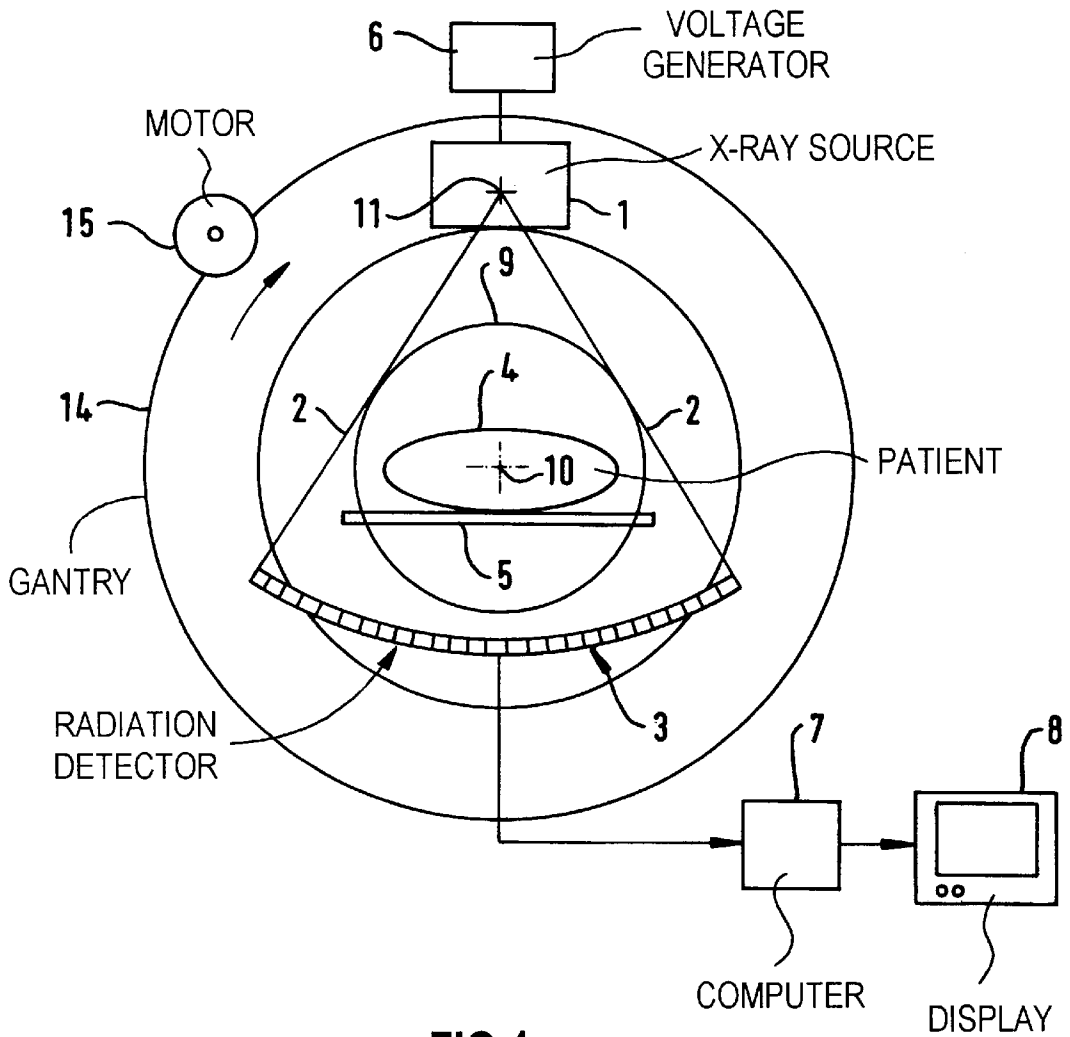 6
VOLTAGE
GENERATOR
MOTOR
X-RAY SOURCE
15
11
1
9
4
14
2
2
10
PATIENT
GANTRY
5
RADIATION
DETECTOR
3
7
8
COMPUTER
DISPLAY